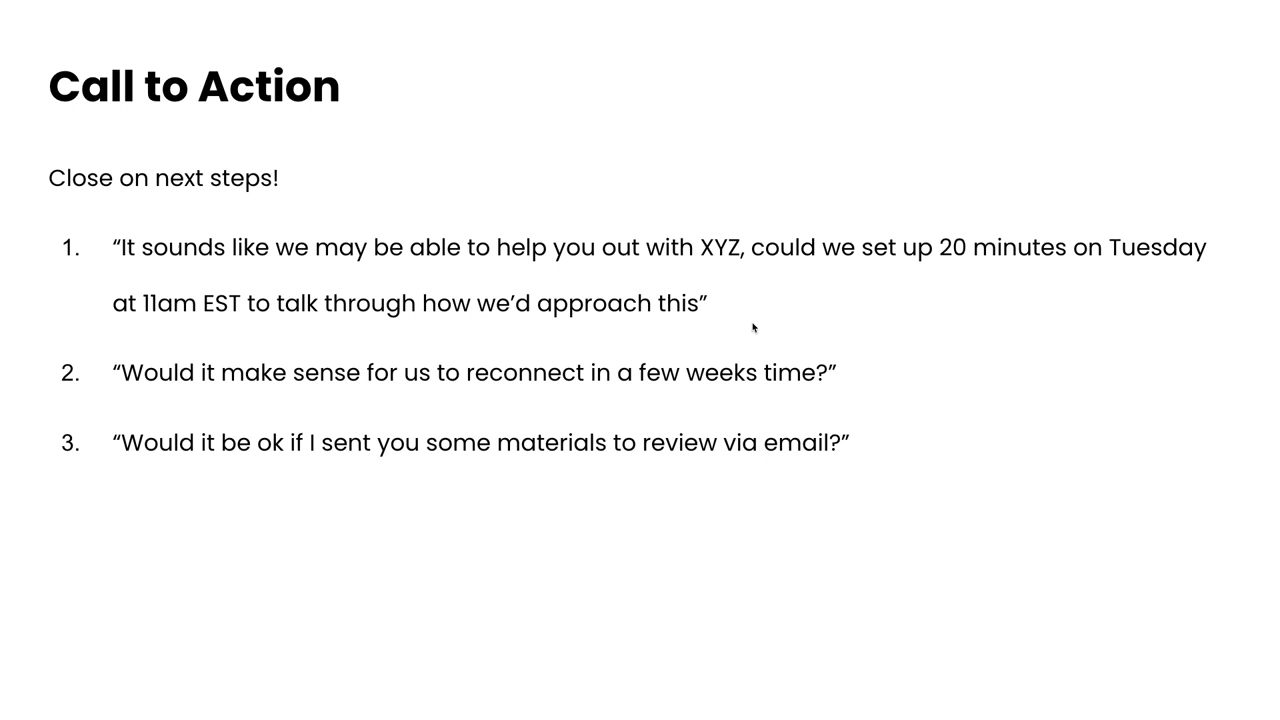 Call to Action
Close on next steps!
1. “It sounds like we may be able to help you out with XYZ, could we set up 20 minutes on Tuesday
at 11am EST to talk through how we’d approach this”
2. “Would it make sense for us to reconnect in a few weeks time?”
3. “Would it be ok if I sent you some materials to review via email?”